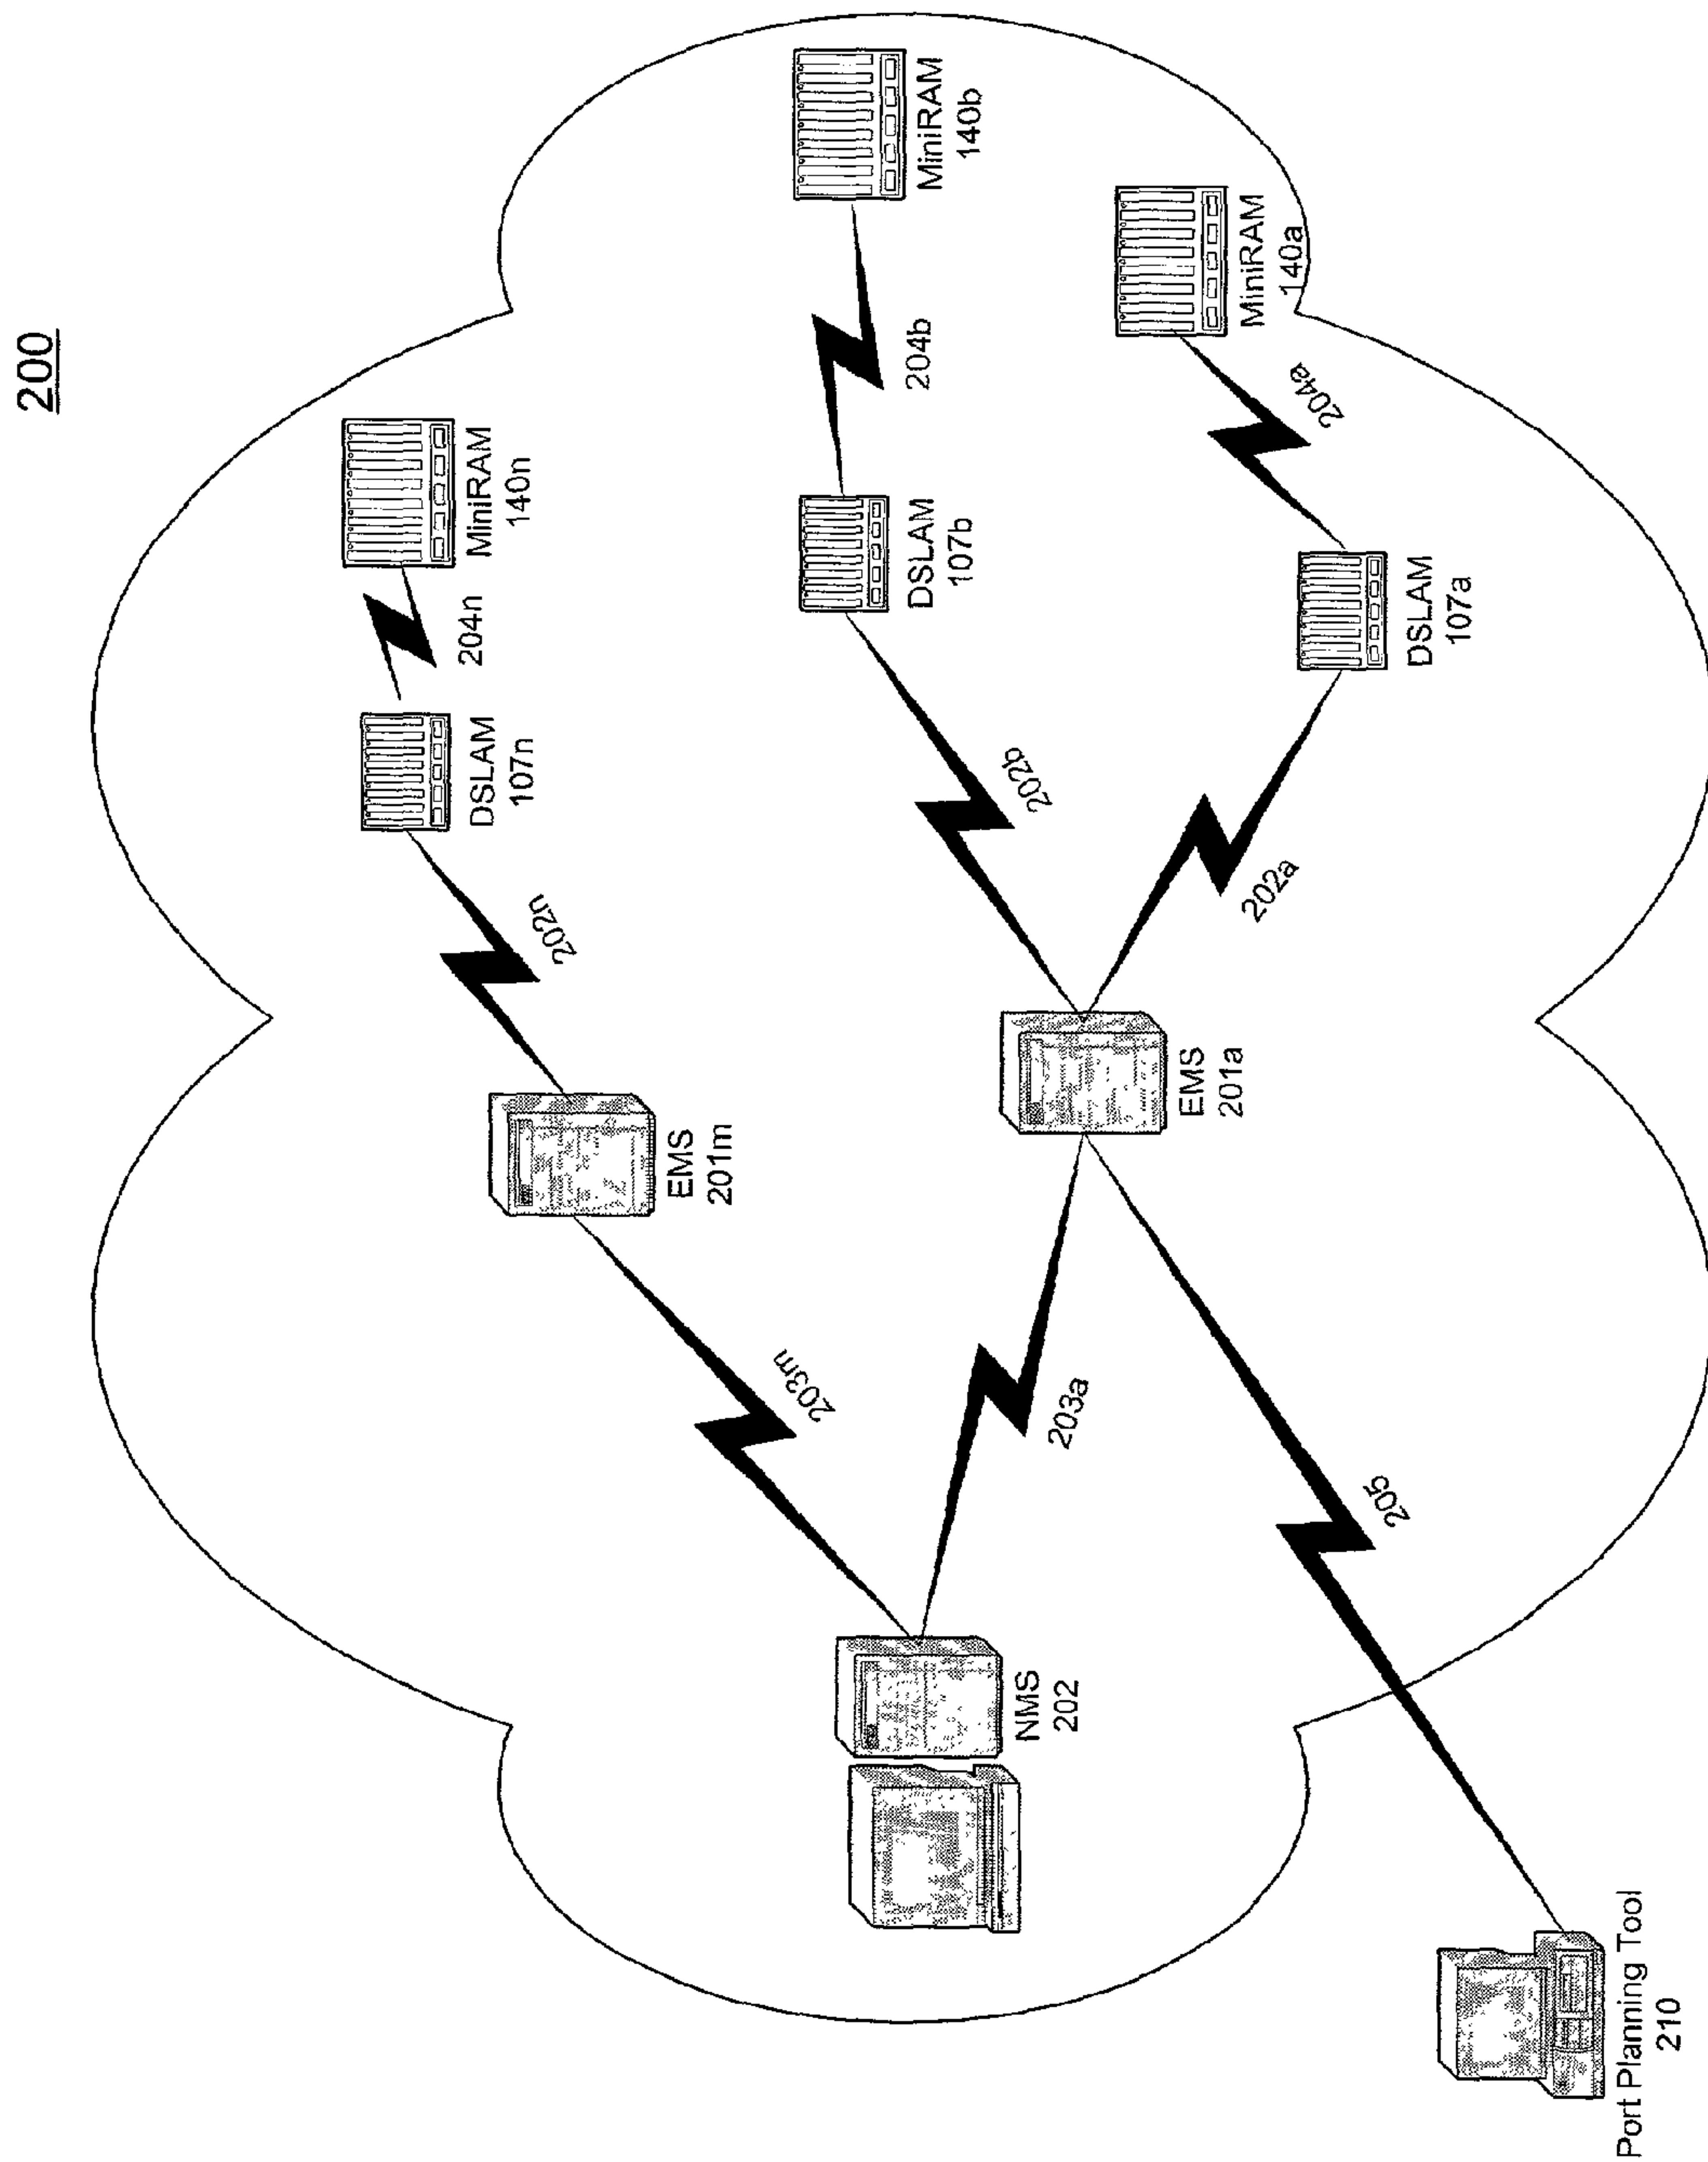 200
MiniRAM
140n
MiniRAM
140b
MiniRAM
140a
204n
204b
204a
DSLAM
107n
DSLAM
107b
DSLAM
107a
202n
202b
202a
EMS
201m
EMS
201a
203m
203a
205
NMS
202
Port Planning Tool
210